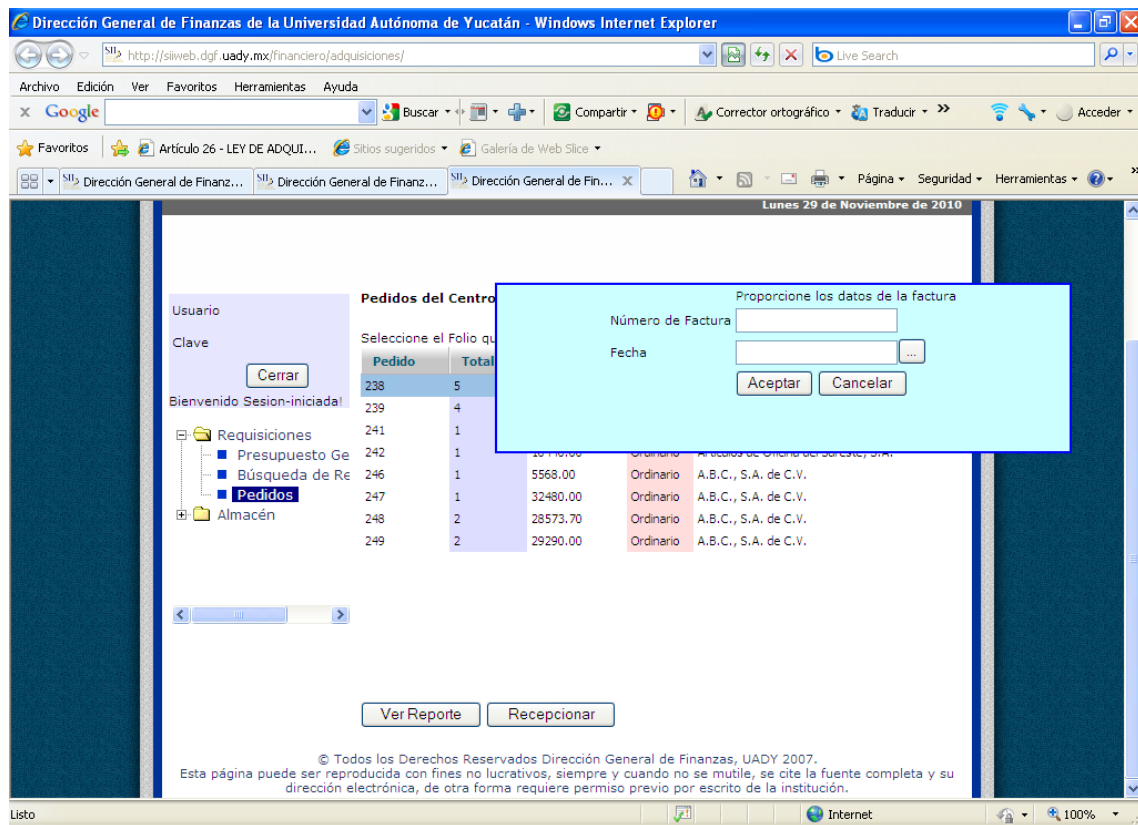 Dirección General de Finanzas de la Universidad Autónoma de Yucatán - Windows Internet Explorer
http://siiweb.dgf.uady.mx/financiero/adquisiciones/
Live Search
Archivo Edición Ver Favoritos Herramientas Ayuda
x Google Buscar Compartir Corrector ortográfico Traducir Acceder
Favoritos Artículo 26 - LEY DE ADQUI... Sitios sugeridos Galería de Web Slice
Dirección General de Finanz... Dirección General de Finanz... Dirección General de Fin... X Página Seguridad Herramientas
Lunes 29 de Noviembre de 2010
Usuario
Clave
Cerrar
Bienvenido Sesion-iniciada!
Requisiciones
Presupuesto Ge
Búsqueda de Re
Pedidos
Almacén
Pedidos del Centro
Seleccione el Folio qu
Pedido Total
238 5
239 4
241 1
242 1 Ordinario Artículos de Oficina del Sureste, S.A.
246 1 5568.00 Ordinario A.B.C., S.A. de C.V.
247 1 32480.00 Ordinario A.B.C., S.A. de C.V.
248 2 28573.70 Ordinario A.B.C., S.A. de C.V.
249 2 29290.00 Ordinario A.B.C., S.A. de C.V.
Proporcione los datos de la factura
Número de Factura
Fecha ...
Aceptar Cancelar
Ver Reporte Recepcionar
© Todos los Derechos Reservados Dirección General de Finanzas, UADY 2007.
Esta página puede ser reproducida con fines no lucrativos, siempre y cuando no se mutile, se cite la fuente completa y su
dirección electrónica, de otra forma requiere permiso previo por escrito de la institución.
Listo Internet 100%